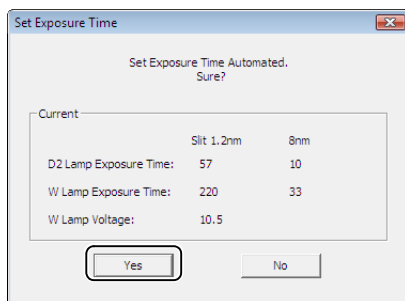 Set Exposure Time
Set Exposure Time Automated.
Sure?
Current
Slit 1.2nm 8nm
D2 Lamp Exposure Time: 57 10
W Lamp Exposure Time: 220 33
W Lamp Voltage: 10.5
Yes No